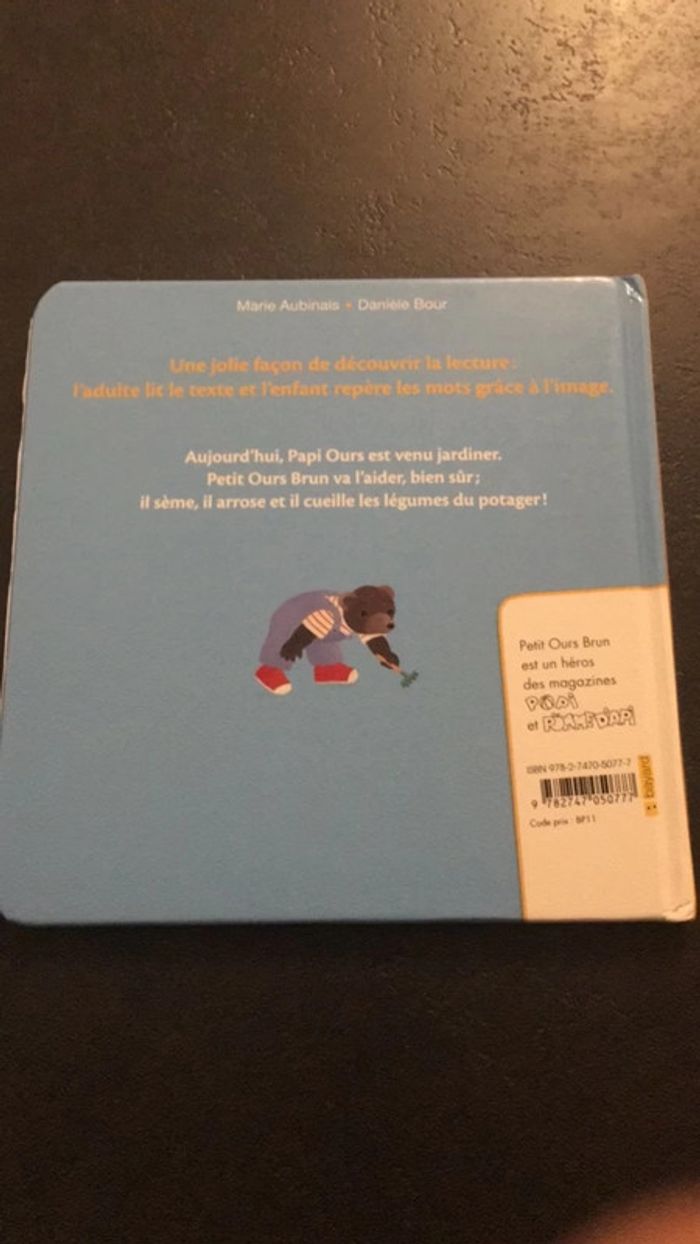 Marie Aubinais • Danièle Bour
Une jolie façon de découvrir la lecture :
l'adulte lit le texte et l'enfant repère les mots grâce à l'image.
Aujourd'hui, Papi Ours est venu jardiner.
Petit Ours Brun va l'aider, bien sûr ;
il sème, il arrose et il cueille les légumes du potager !
Petit Ours Brun
est un héros
des magazines
POPI
et POMME D'API
ISBN 978-2-7470-5077-7
9 782747 050777
bayard
Code prix : BF11